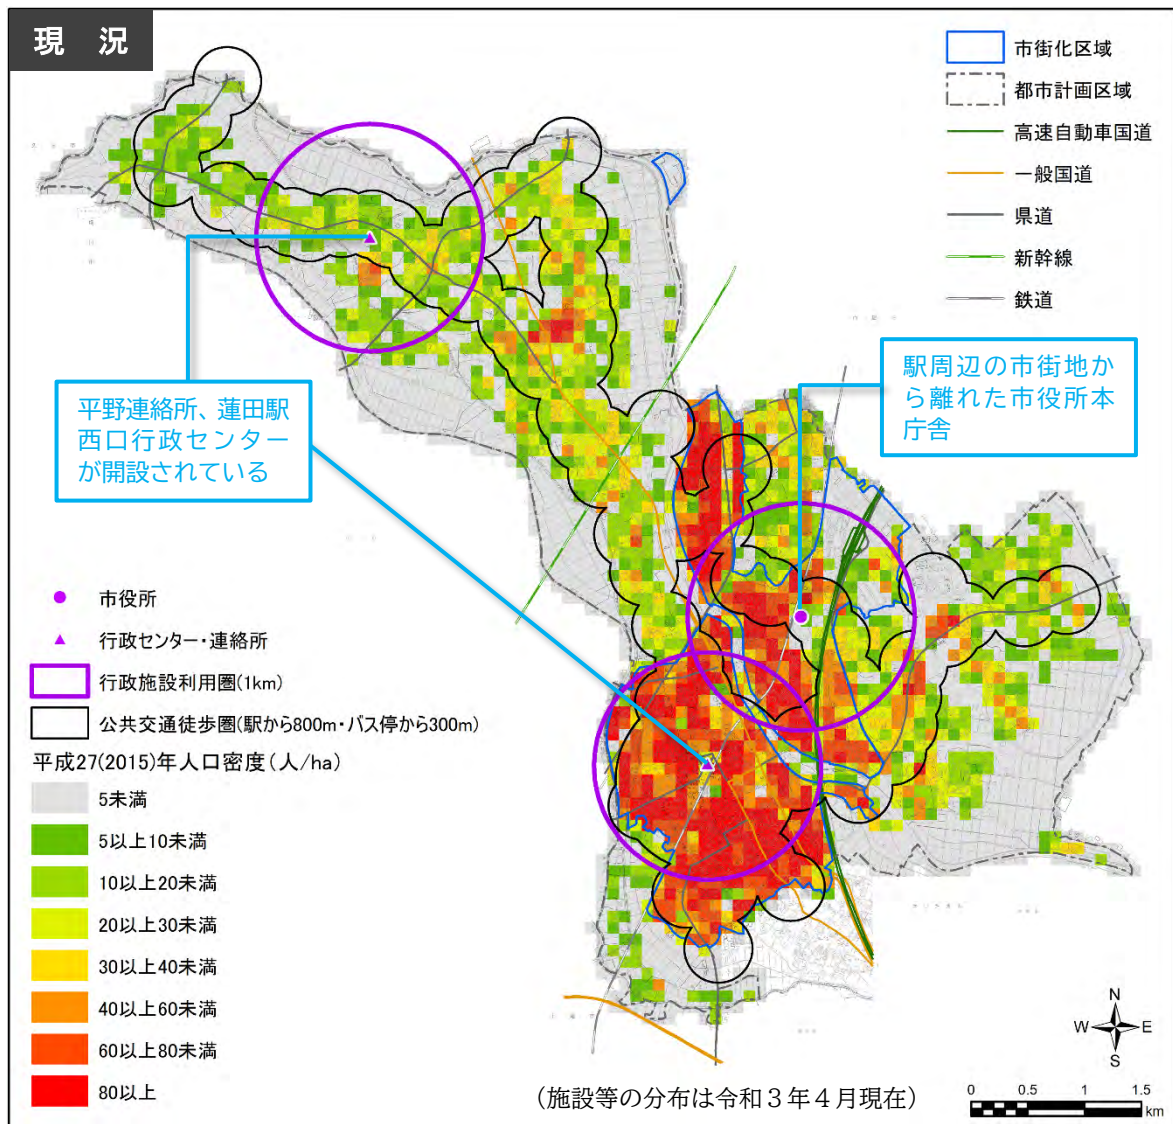 現 況
市街化区域
都市計画区域
高速自動車国道
一般国道
県道
新幹線
鉄道
駅周辺の市街地か
ら離れた市役所本
庁舎
平野連絡所、蓮田駅
西口行政センター
が開設されている
市役所
行政センター・連絡所
行政施設利用圏(1km)
公共交通徒歩圏(駅から800m・バス停から300m)
平成27(2015)年人口密度(人/ha)
5未満
5以上10未満
10以上20未満
20以上30未満
30以上40未満
40以上60未満
60以上80未満
80以上
(施設等の分布は令和3年4月現在)
N
W E
S
0 0.5 1 1.5
km